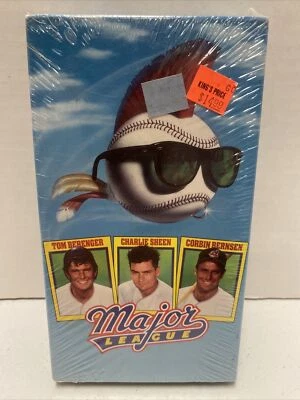 KING'S PRICE
$14.99
TOM BERENGER
CHARLIE SHEEN
CORBIN BERNSEN
Major
LEAGUE